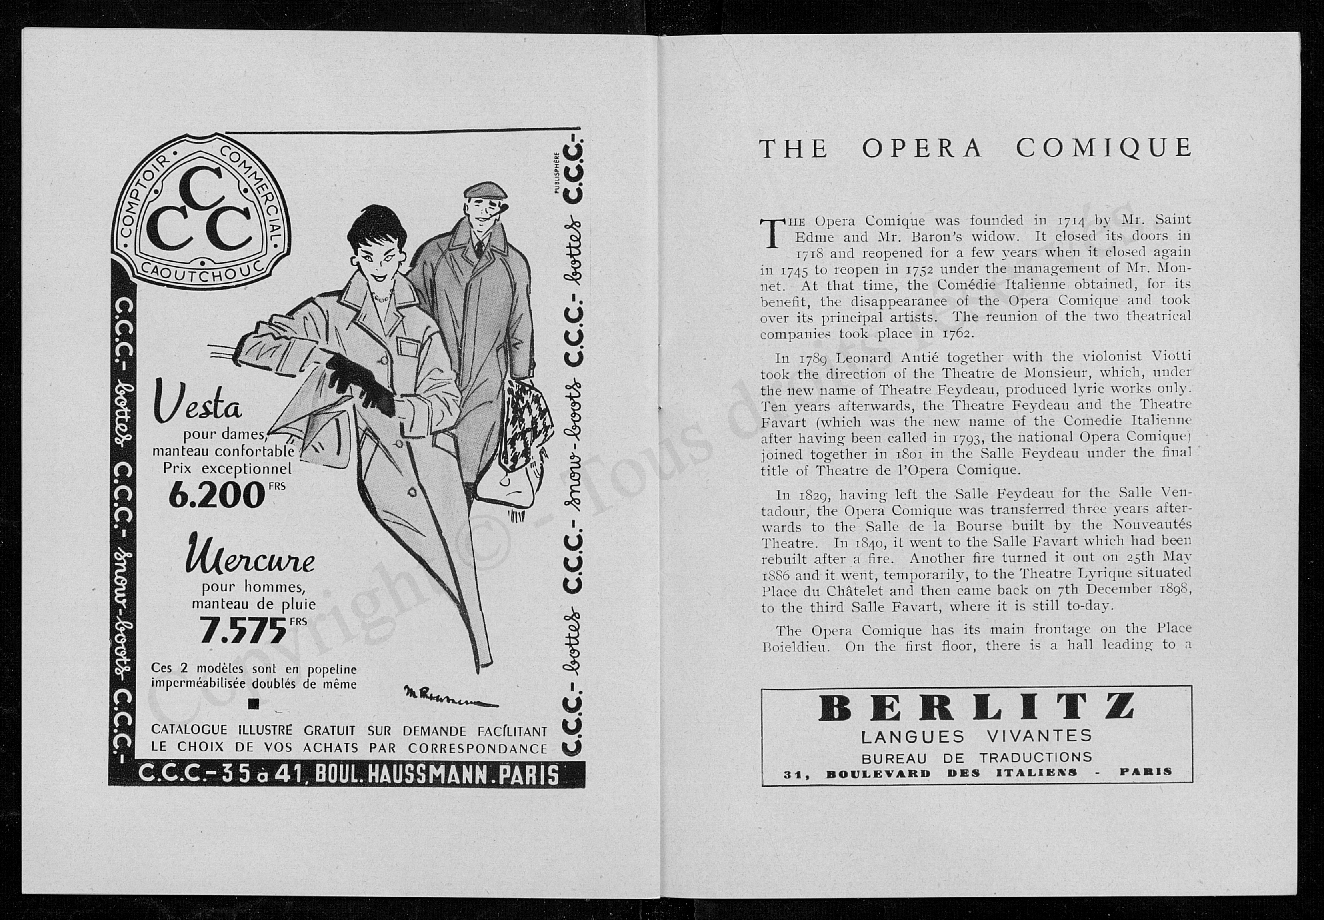 COMPTOIR · COMMERCIAL ·
CAOUTCHOUC
C
C C
PUBLISPHÈRE
C.C.C.- bottes C.C.C.- snow-boots C.C.C.-
C.C.C.- bottes C.C.C.- snow-boots C.C.C.- bottes C.C.C.-
Vesta
pour dames,
manteau confortable
Prix exceptionnel
6.200 FRS
Mercure
pour hommes,
manteau de pluie
7.575 FRS
Ces 2 modèles sont en popeline
imperméabilisée doublés de même
CATALOGUE ILLUSTRÉ GRATUIT SUR DEMANDE FACILITANT
LE CHOIX DE VOS ACHATS PAR CORRESPONDANCE
C.C.C.-35 à 41, BOUL. HAUSSMANN.PARIS
THE OPERA COMIQUE
THE Opera Comique was founded in 1714 by Mr. Saint
Edme and Mr. Baron's widow. It closed its doors in
1718 and reopened for a few years when it closed again
in 1745 to reopen in 1752 under the management of Mr. Mon-
net. At that time, the Comédie Italienne obtained, for its
benefit, the disappearance of the Opera Comique and took
over its principal artists. The reunion of the two theatrical
companies took place in 1762.
In 1789 Leonard Antié together with the violonist Viotti
took the direction of the Theatre de Monsieur, which, under
the new name of Theatre Feydeau, produced lyric works only.
Ten years afterwards, the Theatre Feydeau and the Theatre
Favart (which was the new name of the Comedie Italienne
after having been called in 1793, the national Opera Comique)
joined together in 1801 in the Salle Feydeau under the final
title of Theatre de l'Opera Comique.
In 1829, having left the Salle Feydeau for the Salle Ven-
tadour, the Opera Comique was transferred three years after-
wards to the Salle de la Bourse built by the Nouveautés
Theatre. In 1840, it went to the Salle Favart which had been
rebuilt after a fire. Another fire turned it out on 25th May
1886 and it went, temporarily, to the Theatre Lyrique situated
Place du Châtelet and then came back on 7th December 1898,
to the third Salle Favart, where it is still to-day.
The Opera Comique has its main frontage on the Place
Boieldieu. On the first floor, there is a hall leading to a
BERLITZ
LANGUES VIVANTES
BUREAU DE TRADUCTIONS
31, BOULEVARD DES ITALIENS - PARIS